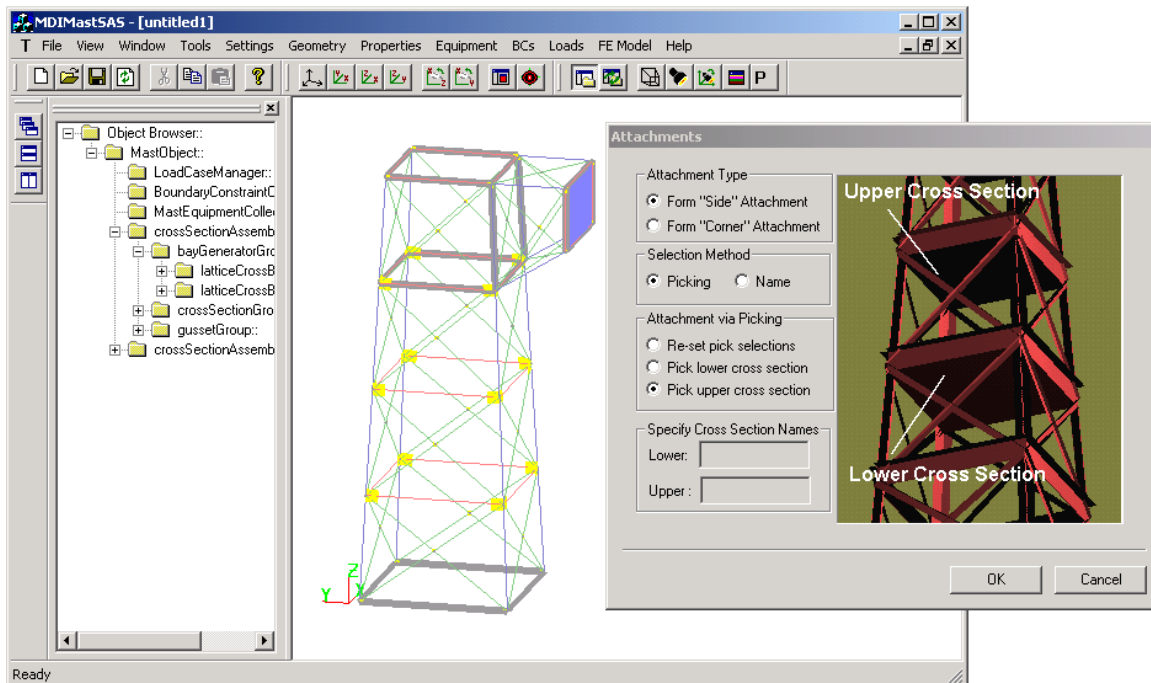 MDIMastSAS - [untitled1]
T File View Window Tools Settings Geometry Properties Equipment BCs Loads FE Model Help
P
Object Browser::
MastObject::
LoadCaseManager::
BoundaryConstraintC
MastEquipmentCollec
crossSectionAssemb
bayGeneratorGro
latticeCrossB
latticeCrossB
crossSectionGro
gussetGroup::
crossSectionAssemb
Z
Y
X
Attachments
Attachment Type
Form "Side" Attachment
Form "Corner" Attachment
Selection Method
Picking Name
Attachment via Picking
Re-set pick selections
Pick lower cross section
Pick upper cross section
Specify Cross Section Names
Lower:
Upper :
Upper Cross Section
Lower Cross Section
OK Cancel
Ready